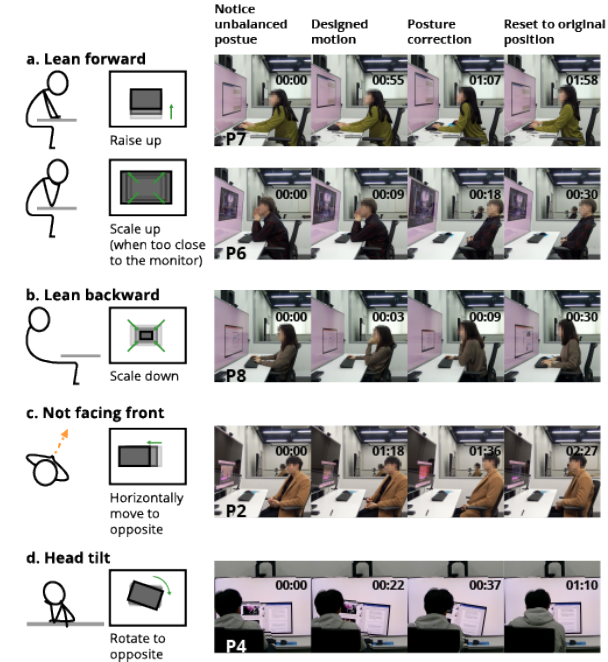 Notice
unbalanced
postue
Designed
motion
Posture
correction
Reset to original
position
a. Lean forward
Raise up
00:00
00:55
01:07
01:58
P7
Scale up
(when too close
to the monitor)
00:00
00:09
00:18
00:30
P6
b. Lean backward
Scale down
00:00
00:03
00:09
00:30
P8
c. Not facing front
Horizontally
move to
opposite
00:00
01:18
01:36
02:27
P2
d. Head tilt
Rotate to
opposite
00:00
00:22
00:37
01:10
P4